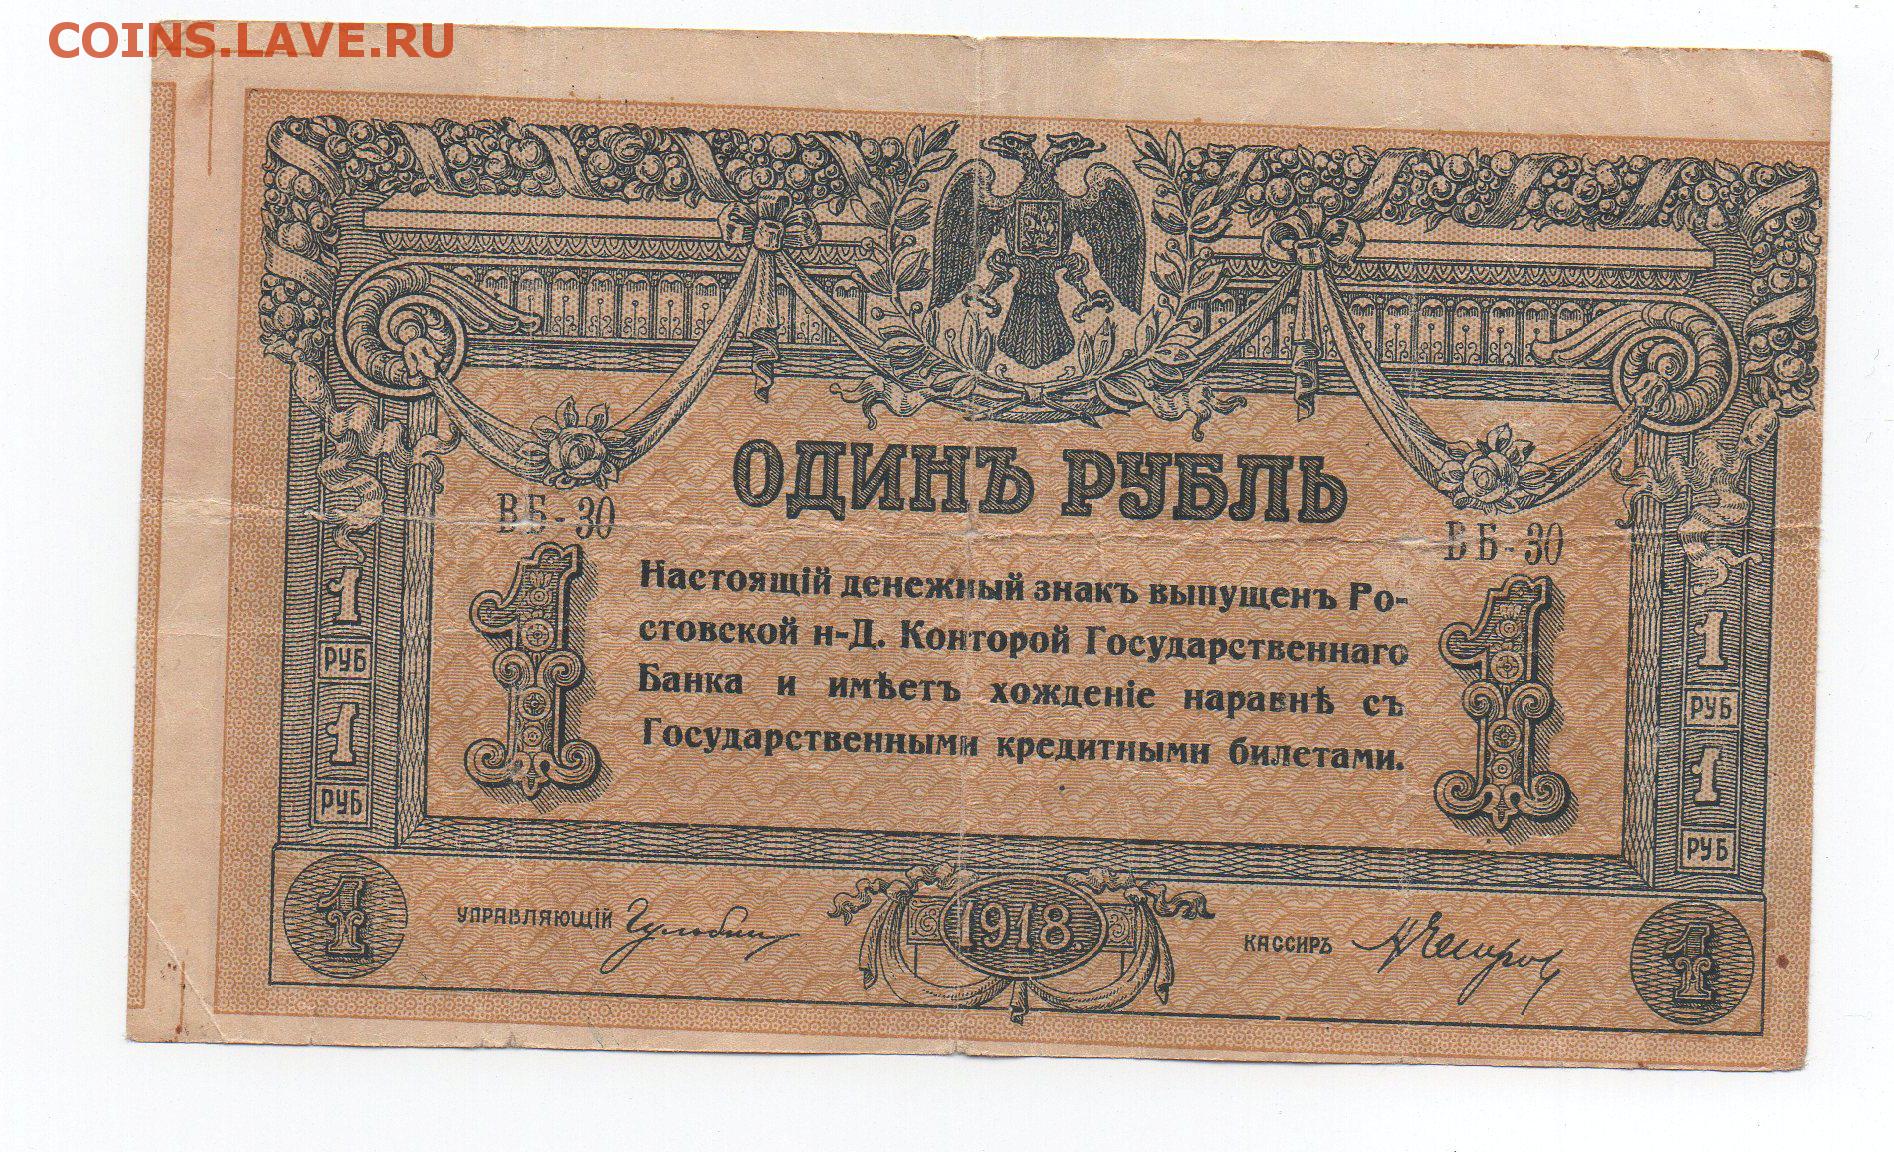 COINS.LAVE.RU
ОДИНЪ РУБЛЬ
ВБ-30
ВБ-30
1
1
Настоящій денежный знакъ выпущенъ Ро-
стовской н-Д. Конторой Государственнаго
Банка и имѣетъ хожденіе наравнѣ съ
Государственными кредитными билетами.
1
РУБ
1
РУБ
1
РУБ
1
РУБ
1
УПРАВЛЯЮЩІЙ
1918.
КАССИРЪ
1